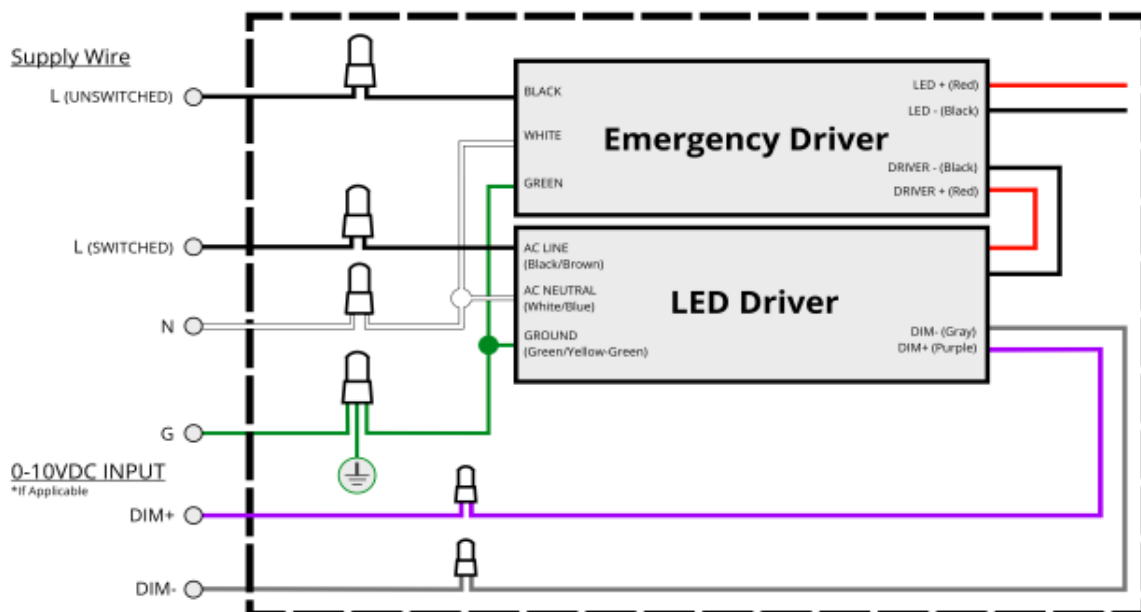 Supply Wire
L (UNSWITCHED)
L (SWITCHED)
N
G
0-10VDC INPUT
*If Applicable
DIM+
DIM-
BLACK
WHITE
GREEN
Emergency Driver
LED + (Red)
LED - (Black)
DRIVER - (Black)
DRIVER + (Red)
AC LINE
(Black/Brown)
AC NEUTRAL
(White/Blue)
GROUND
(Green/Yellow-Green)
LED Driver
DIM- (Gray)
DIM+ (Purple)